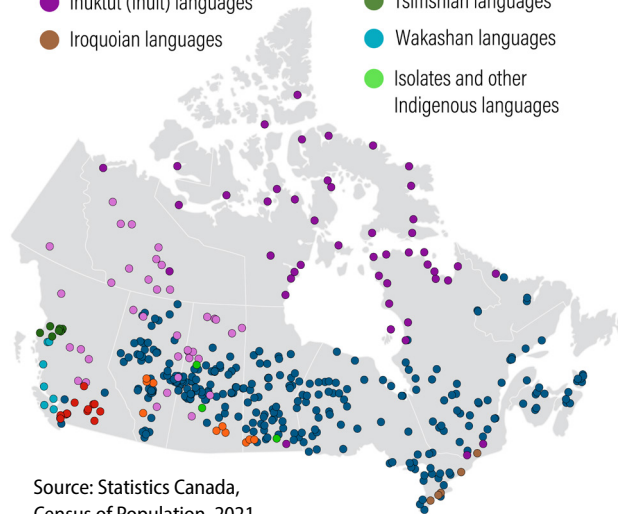 Inuktut (Inuit) languages
Tsimshian languages
Iroquoian languages
Wakashan languages
Isolates and other
Indigenous languages
Source: Statistics Canada,
Census of Population, 2021